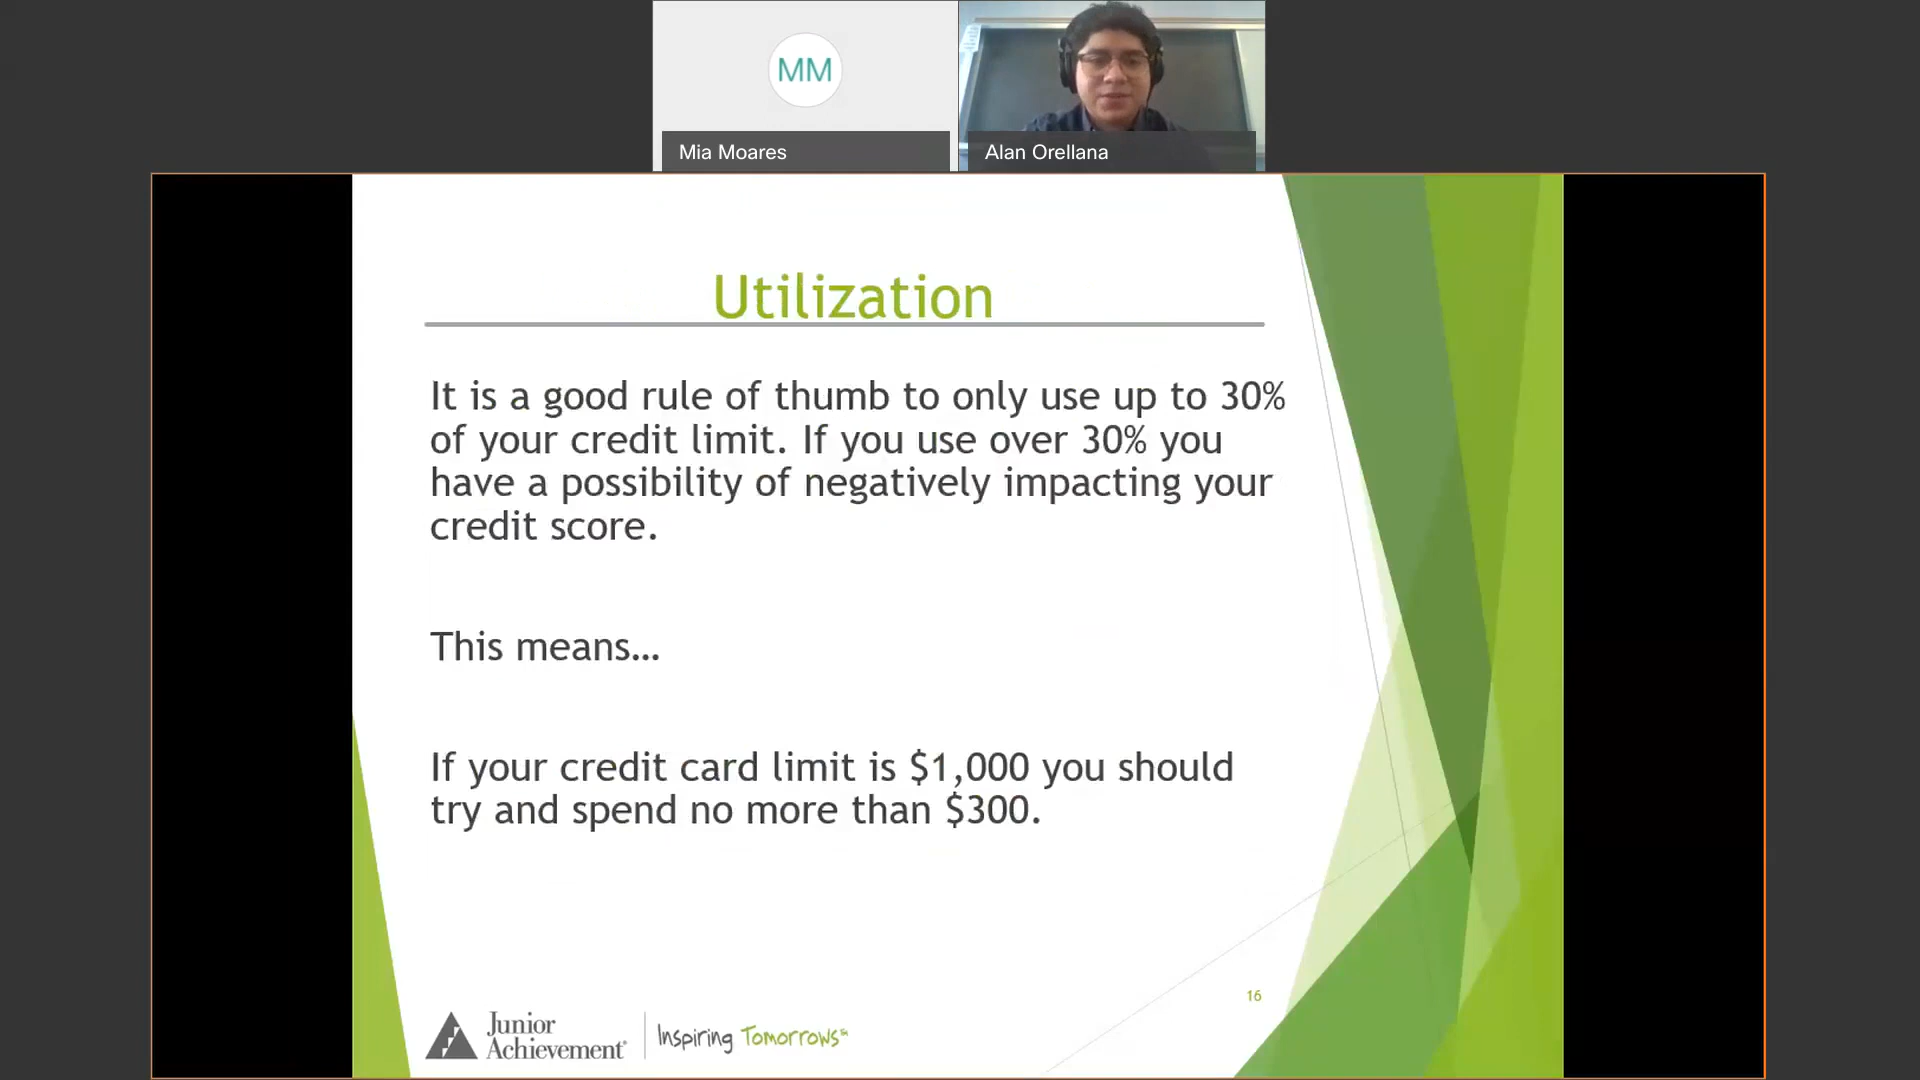 MM
Mia Moares
Alan Orellana
Utilization
It is a good rule of thumb to only use up to 30%
of your credit limit. If you use over 30% you
have a possibility of negatively impacting your
credit score.
This means…
If your credit card limit is $1,000 you should
try and spend no more than $300.
16
Junior
Achievement®
Inspiring Tomorrows℠